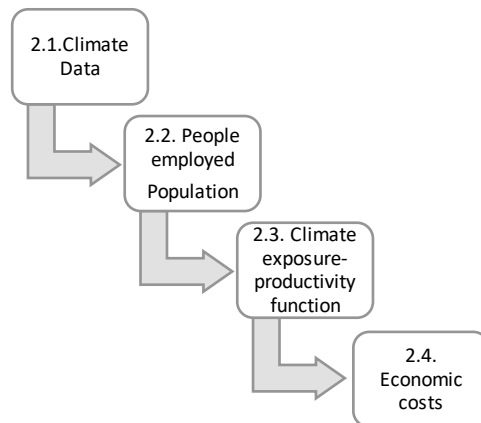 2.1.Climate
Data
2.2. People
employed
Population
2.3. Climate
exposure-
productivity
function
2.4.
Economic
costs